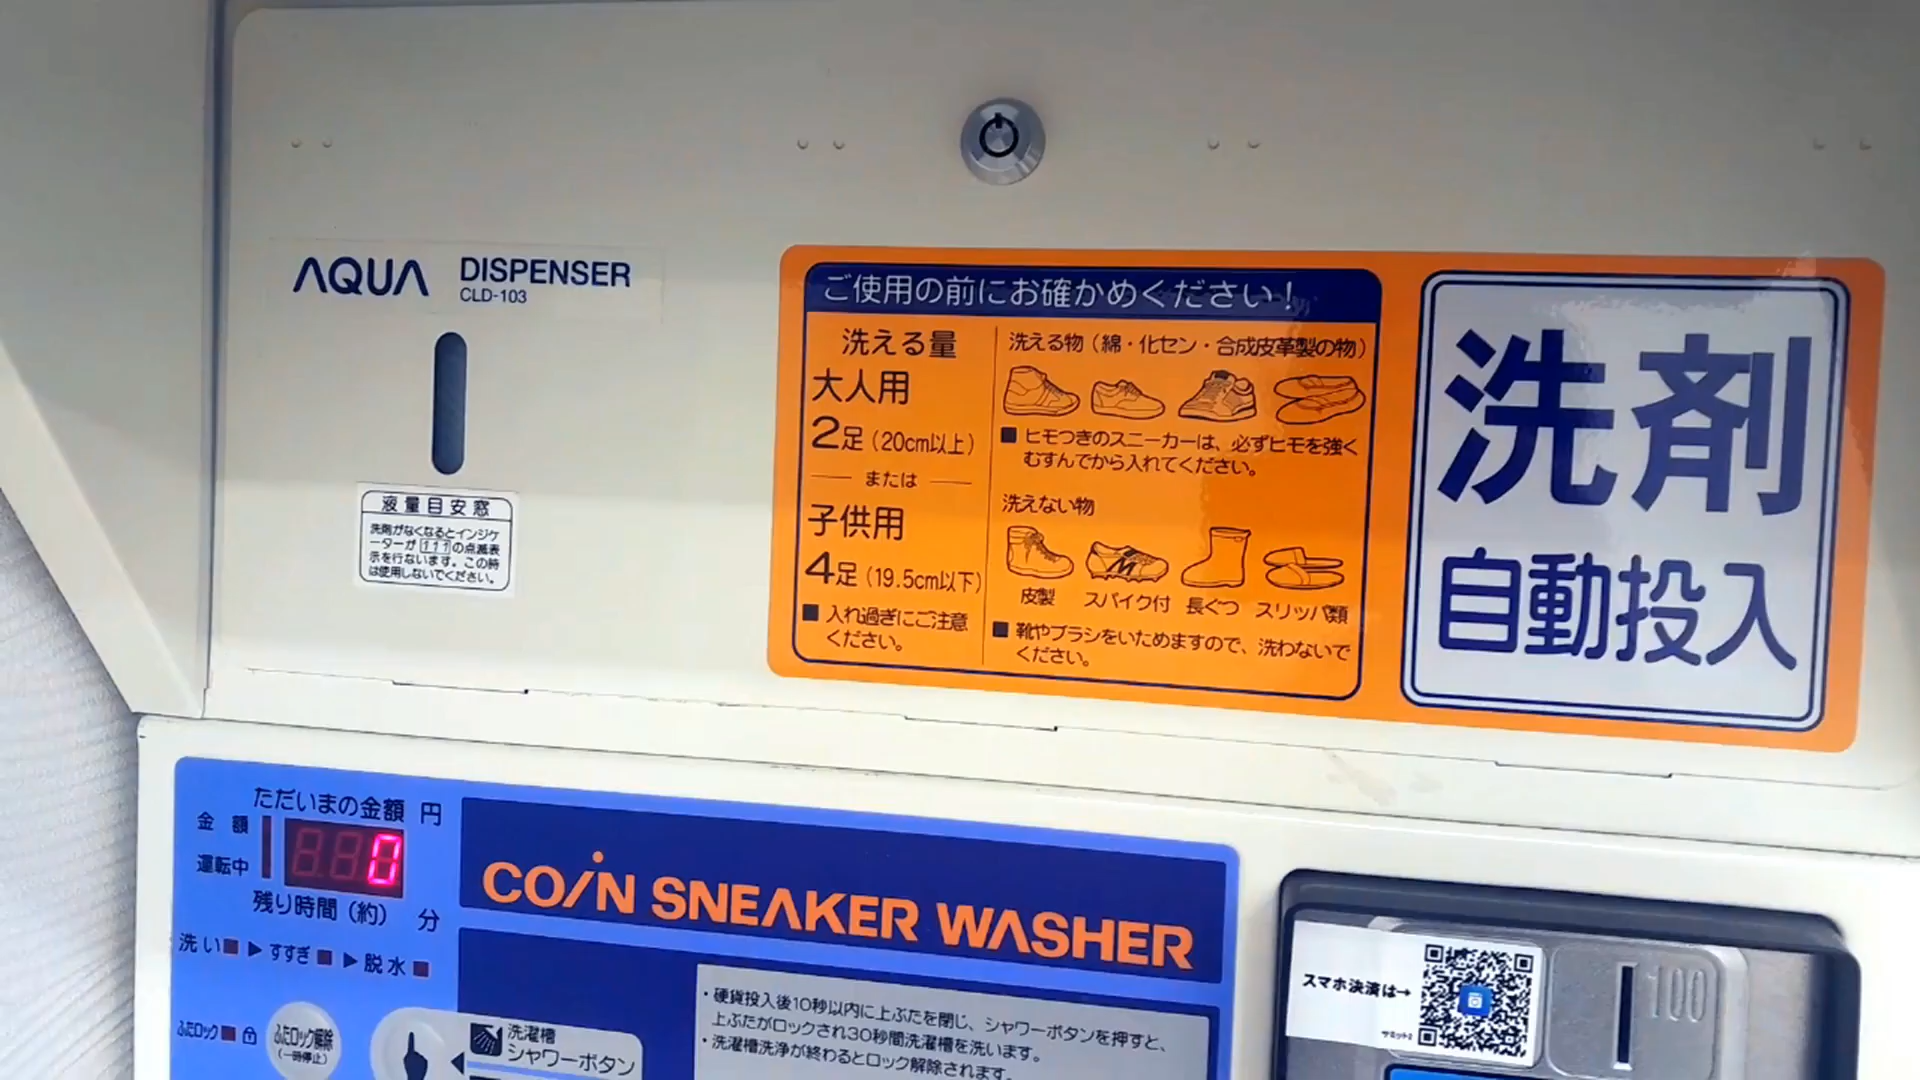 AQUA DISPENSER
CLD-103
液量目安窓
洗剤がなくなるとインジケ
ーターが 111 の点滅表
示を行ないます。この時
は使用しないでください。
ご使用の前にお確かめください！
洗える量
大人用
2足（20cm以上）
または
子供用
4足（19.5cm以下）
■入れ過ぎにご注意
ください。
洗える物（綿・化セン・合成皮革製の物）
■ヒモつきのスニーカーは、必ずヒモを強く
むすんでから入れてください。
洗えない物
皮製 スパイク付 長ぐつ スリッパ類
■靴やブラシをいためますので、洗わないで
ください。
洗剤
自動投入
ただいまの金額 円
金額
運転中
0
残り時間（約） 分
洗い ▶ すすぎ ▶ 脱水
ふたロック
ふたロック解除
（一時停止）
COIN SNEAKER WASHER
洗濯槽
シャワーボタン
・硬貨投入後10秒以内に上ぶたを閉じ、シャワーボタンを押すと、
上ぶたがロックされ30秒間洗濯槽を洗います。
・洗濯槽洗浄が終わるとロック解除されます。
スマホ決済は→
100